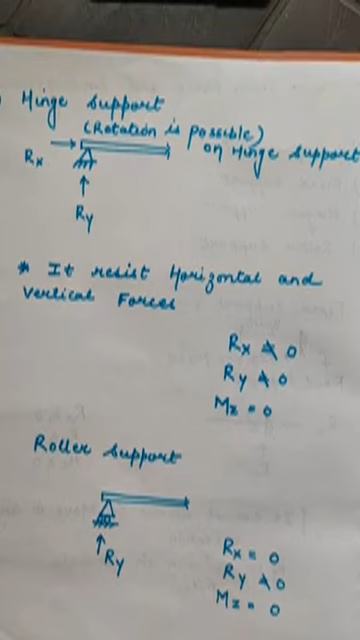 Hinge Support
(Rotation is possible)
on Hinge support
Rx
Ry
* It resist Horizontal and
Vertical Forces
Rx ≠ 0
Ry ≠ 0
Mz = 0
Roller Support
Ry
Rx = 0
Ry ≠ 0
Mz = 0